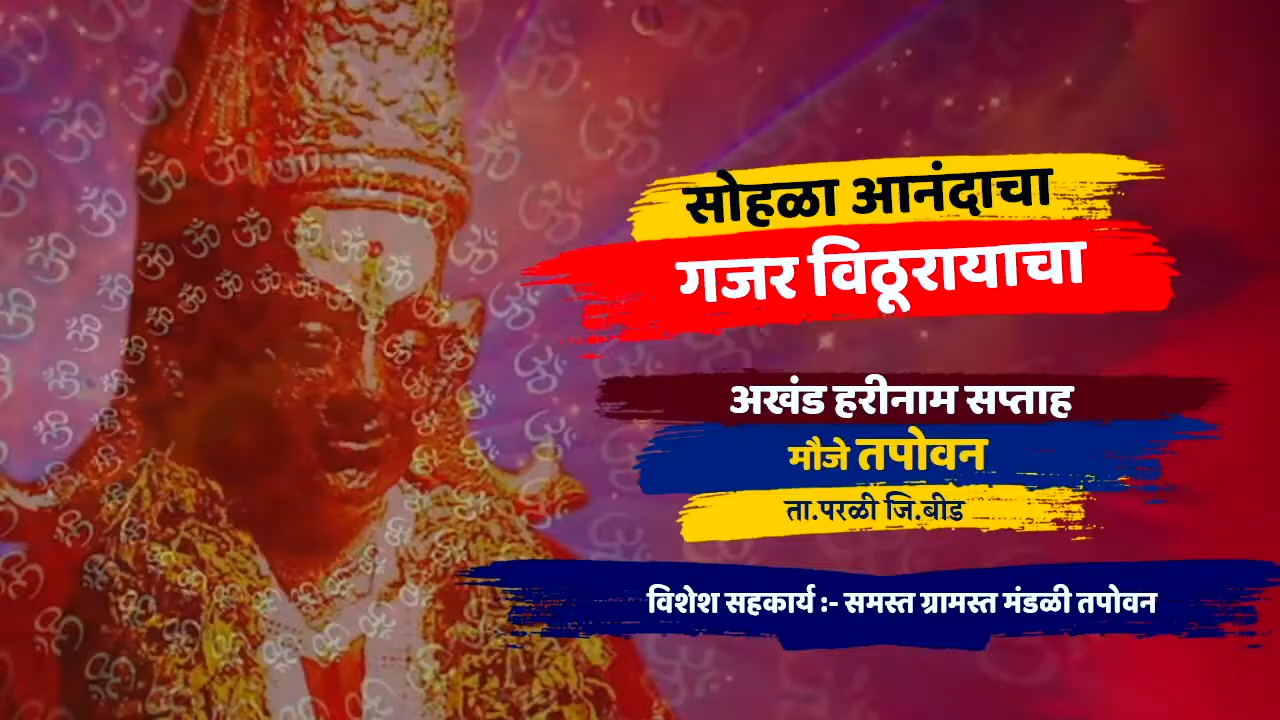 सोहळा आनंदाचा
गजर विठूरायाचा
अखंड हरीनाम सप्ताह
मौजे तपोवन
ता.परळी जि.बीड
विशेश सहकार्य :- समस्त ग्रामस्त मंडळी तपोवन